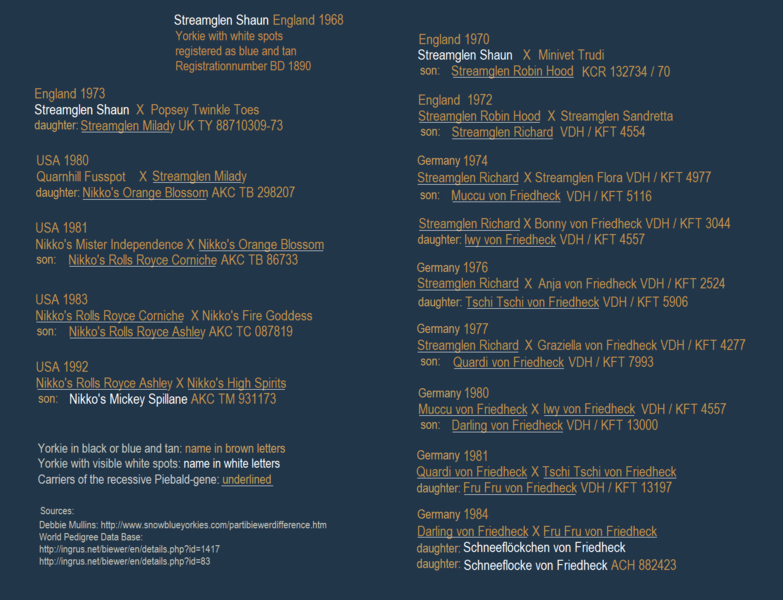 Streamglen Shaun England 1968
Yorkie with white spots
registered as blue and tan
Registrationnumber BD 1890
England 1973
Streamglen Shaun X Popsey Twinkle Toes
daughter: Streamglen Milady UK TY 88710309-73
USA 1980
Quarnhill Fusspot X Streamglen Milady
daughter: Nikko's Orange Blossom AKC TB 298207
USA 1981
Nikko's Mister Independence X Nikko's Orange Blossom
son: Nikko's Rolls Royce Corniche AKC TB 86733
USA 1983
Nikko's Rolls Royce Corniche X Nikko's Fire Goddess
son: Nikko's Rolls Royce Ashley AKC TC 087819
USA 1992
Nikko's Rolls Royce Ashley X Nikko's High Spirits
son: Nikko's Mickey Spillane AKC TM 931173
Yorkie in black or blue and tan: name in brown letters
Yorkie with visible white spots: name in white letters
Carriers of the recessive Piebald-gene: underlined
Sources:
Debbie Mullins: http://www.snowblueyorkies.com/partibiewerdifference.htm
World Pedigree Data Base:
http://ingrus.net/biewer/en/details.php?id=1417
http://ingrus.net/biewer/en/details.php?id=83
England 1970
Streamglen Shaun X Minivet Trudi
son: Streamglen Robin Hood KCR 132734 / 70
England 1972
Streamglen Robin Hood X Streamglen Sandretta
son: Streamglen Richard VDH / KFT 4554
Germany 1974
Streamglen Richard X Streamglen Flora VDH / KFT 4977
son: Muccu von Friedheck VDH / KFT 5116
Streamglen Richard X Bonny von Friedheck VDH / KFT 3044
daughter: Iwy von Friedheck VDH / KFT 4557
Germany 1976
Streamglen Richard X Anja von Friedheck VDH / KFT 2524
daughter: Tschi Tschi von Friedheck VDH / KFT 5906
Germany 1977
Streamglen Richard X Graziella von Friedheck VDH / KFT 4277
son: Quardi von Friedheck VDH / KFT 7993
Germany 1980
Muccu von Friedheck X Iwy von Friedheck VDH / KFT 4557
son: Darling von Friedheck VDH / KFT 13000
Germany 1981
Quardi von Friedheck X Tschi Tschi von Friedheck
daughter: Fru Fru von Friedheck VDH / KFT 13197
Germany 1984
Darling von Friedheck X Fru Fru von Friedheck
daughter: Schneeflöckchen von Friedheck
daughter: Schneeflocke von Friedheck ACH 882423